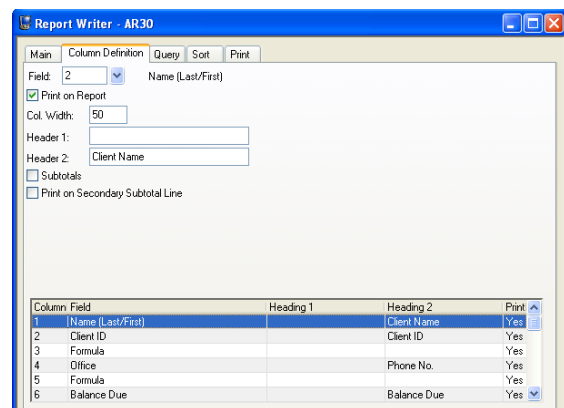 Report Writer - AR30
Main Column Definition Query Sort Print
Field: 2 Name (Last/First)
Print on Report
Col. Width: 50
Header 1:
Header 2: Client Name
Subtotals
Print on Secondary Subtotal Line
Column Field Heading 1 Heading 2 Print
1 Name (Last/First) Client Name Yes
2 Client ID Client ID Yes
3 Formula Yes
4 Office Phone No. Yes
5 Formula Yes
6 Balance Due Balance Due Yes